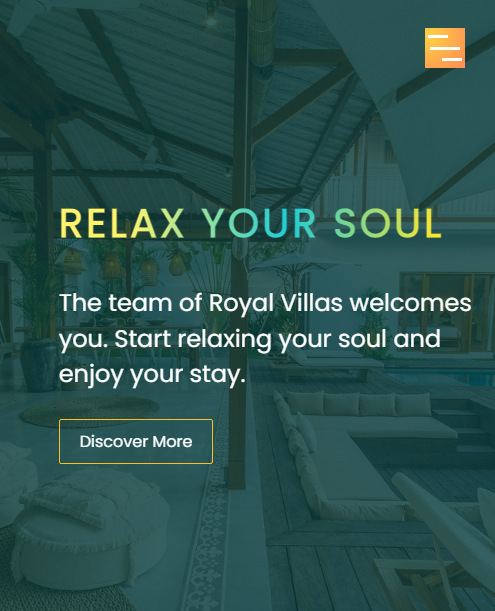 RELAX YOUR SOUL
The team of Royal Villas welcomes
you. Start relaxing your soul and
enjoy your stay.
Discover More